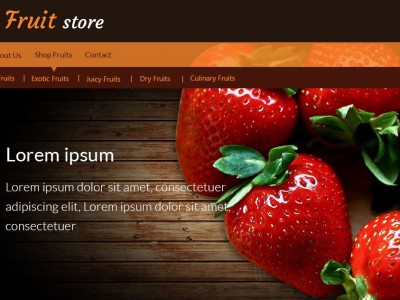 Fruit store
out Us Shop Fruits Contact
Fruits | Exotic Fruits | Juicy Fruits | Dry Fruits | Culinary Fruits
Lorem ipsum
Lorem ipsum dolor sit amet, consectetuer
adipiscing elit, Lorem ipsum dolor sit amet,
consectetuer